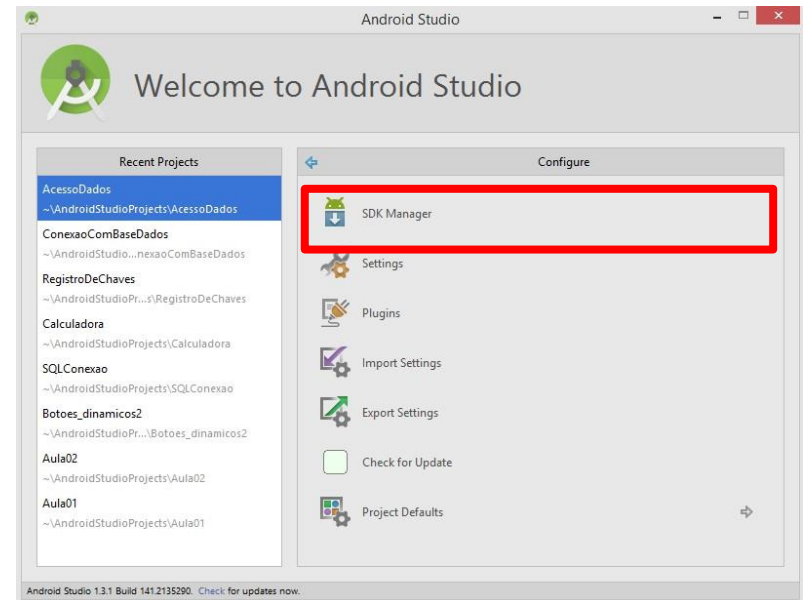 Android Studio
Welcome to Android Studio
Recent Projects
AcessoDados
~\AndroidStudioProjects\AcessoDados
ConexaoComBaseDados
~\AndroidStudio...nexaoComBaseDados
RegistroDeChaves
~\AndroidStudioPr...s\RegistroDeChaves
Calculadora
~\AndroidStudioProjects\Calculadora
SQLConexao
~\AndroidStudioProjects\SQLConexao
Botoes_dinamicos2
~\AndroidStudioPr...\Botoes_dinamicos2
Aula02
~\AndroidStudioProjects\Aula02
Aula01
~\AndroidStudioProjects\Aula01
Configure
SDK Manager
Settings
Plugins
Import Settings
Export Settings
Check for Update
Project Defaults
Android Studio 1.3.1 Build 141.2135290. Check for updates now.